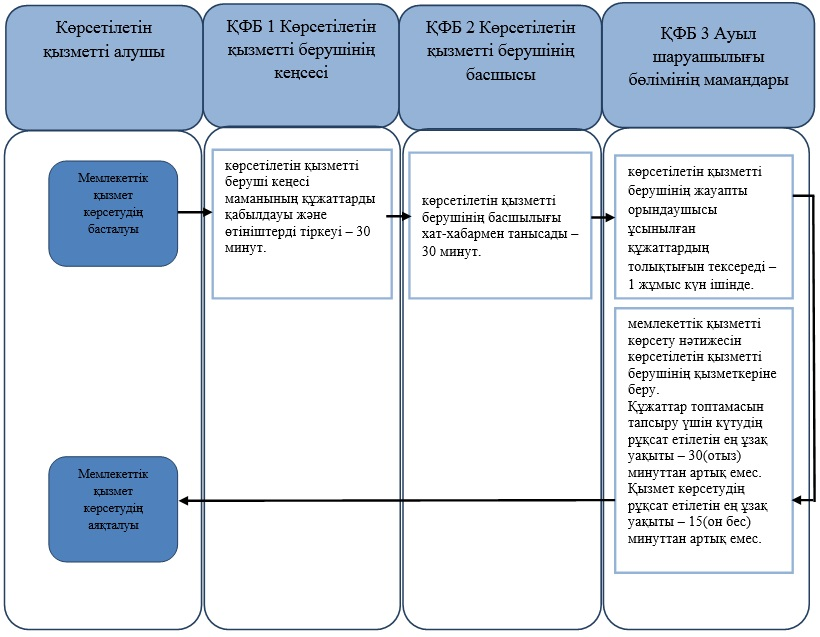 Көрсетілетін
қызметті алушы
ҚФБ 1 Көрсетілетін
қызметті берушінің
кеңсесі
ҚФБ 2 Көрсетілетін
қызметті берушінің
басшысы
ҚФБ 3 Ауыл
шаруашылығы
бөлімінің мамандары
Мемлекеттік
қызмет
көрсетудің
басталуы
көрсетілетін қызметті
беруші кеңесі
маманының құжаттарды
қабылдауы және
өтініштерді тіркеуі – 30
минут.
көрсетілетін қызметті
берушінің басшылығы
хат-хабармен танысады –
30 минут.
көрсетілетін қызметті
берушінің жауапты
орындаушысы
ұсынылған
құжаттардың
толықтығын тексереді –
1 жұмыс күн ішінде.
мемлекеттік қызметті
көрсету нәтижесін
көрсетілетін қызметті
берушінің қызметкеріне
беру.
Құжаттар топтамасын
тапсыру үшін күтудің
рұқсат етілетін ең ұзақ
уақыты – 30(отыз)
минуттан артық емес.
Қызмет көрсетудің
рұқсат етілетін ең ұзақ
уақыты – 15(он бес)
минуттан артық емес.
Мемлекеттік
қызмет
көрсетудің
аяқталуы